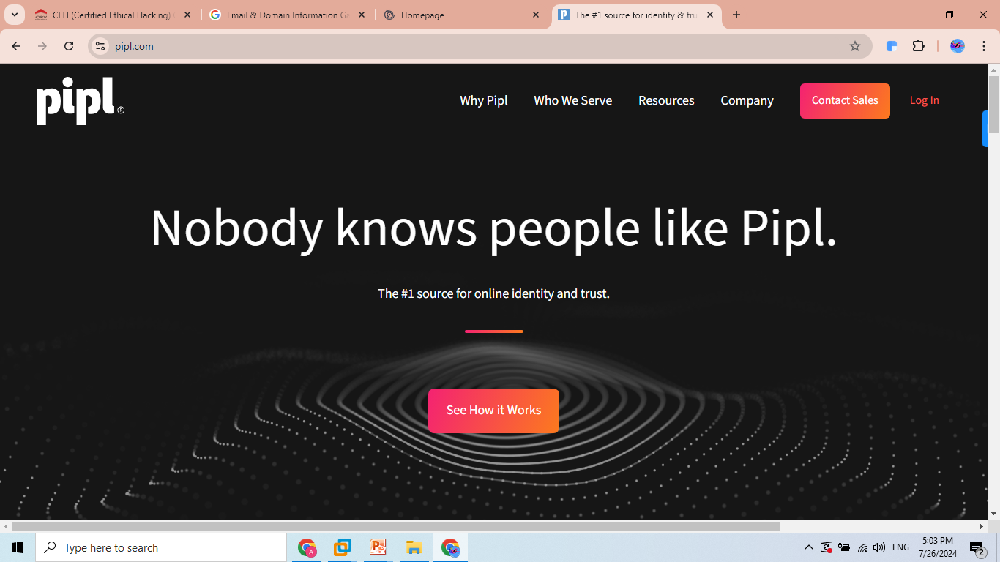 CEH (Certified Ethical Hacking)
Email & Domain Information Ga
Homepage
The #1 source for identity & tru
pipl.com
pipl®
Why Pipl
Who We Serve
Resources
Company
Contact Sales
Log In
Nobody knows people like Pipl.
The #1 source for online identity and trust.
See How it Works
Type here to search
ENG
5:03 PM
7/26/2024
2